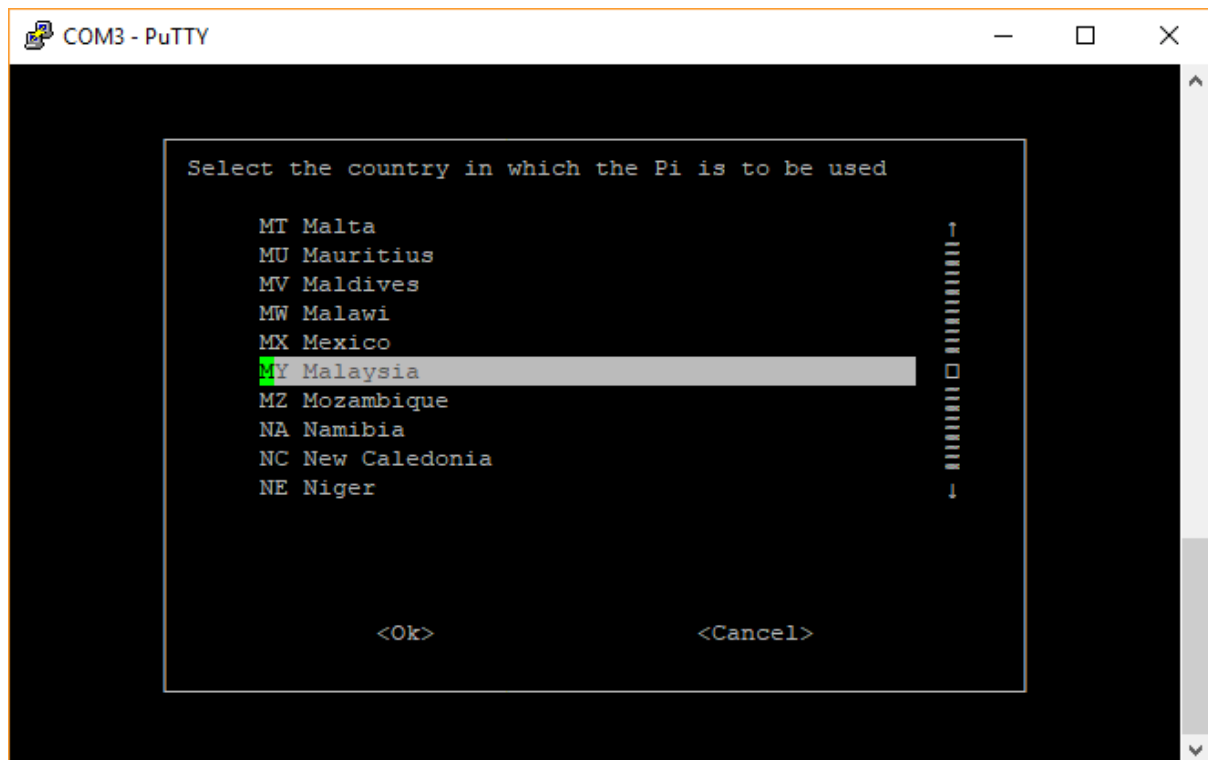 COM3 - PuTTY
Select the country in which the Pi is to be used
MT Malta
MU Mauritius
MV Maldives
MW Malawi
MX Mexico
MY Malaysia
MZ Mozambique
NA Namibia
NC New Caledonia
NE Niger
<Ok> <Cancel>